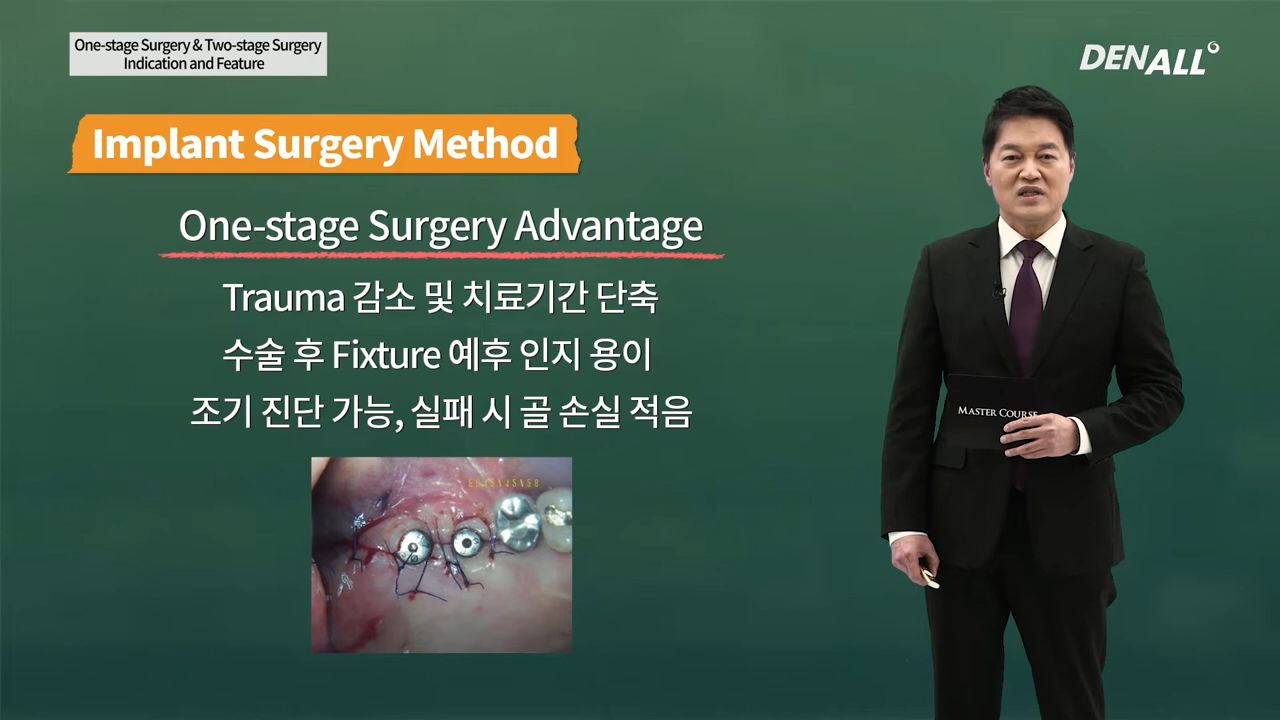 One-stage Surgery & Two-stage Surgery
Indication and Feature
DENALL
Implant Surgery Method
One-stage Surgery Advantage
Trauma 감소 및 치료기간 단축
수술 후 Fixture 예후 인지 용이
조기 진단 가능, 실패 시 골 손실 적음
MASTER COURSE